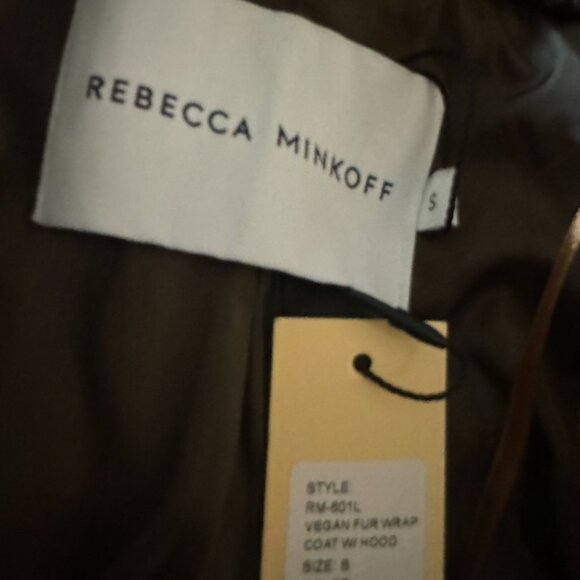 REBECCA MINKOFF
S
STYLE:
RM-601L
VEGAN FUR WRAP
COAT W/ HOOD
SIZE: S